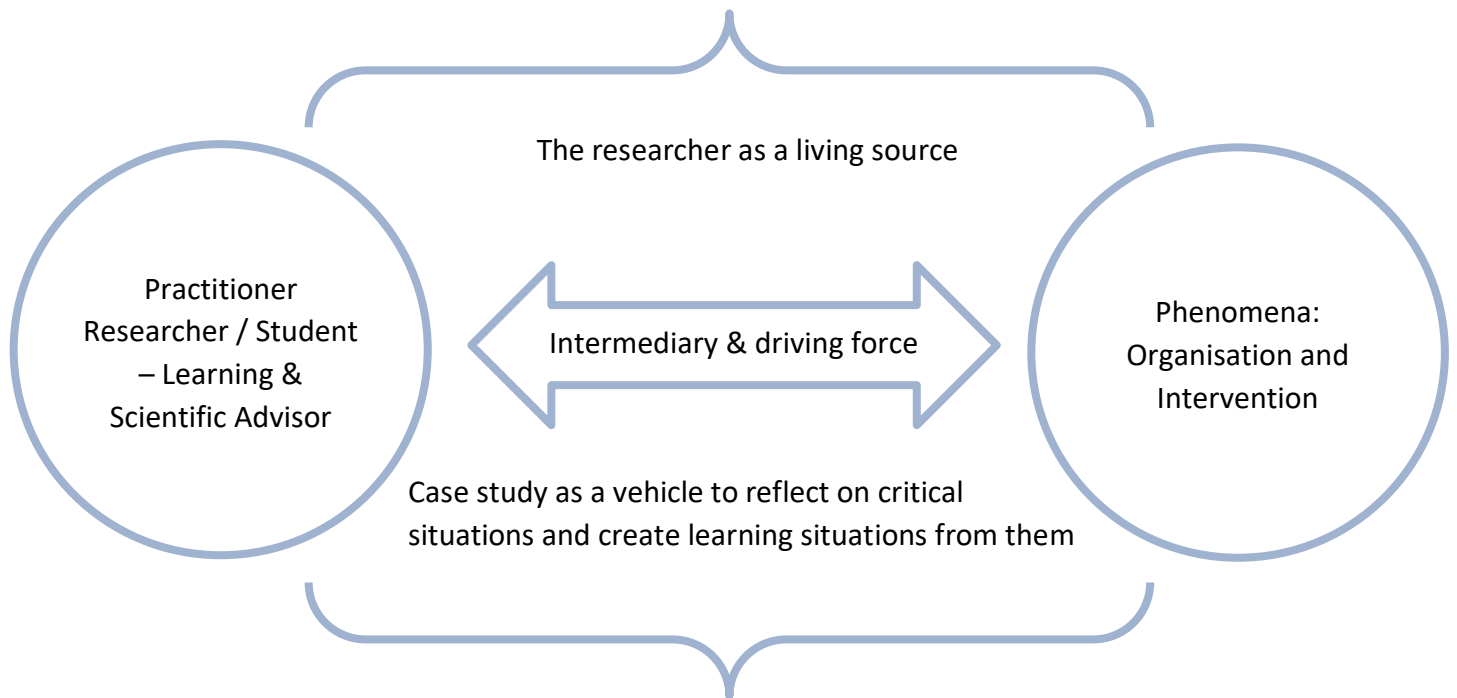 The researcher as a living source
Practitioner
Researcher / Student
– Learning &
Scientific Advisor
Intermediary & driving force
Phenomena:
Organisation and
Intervention
Case study as a vehicle to reflect on critical
situations and create learning situations from them